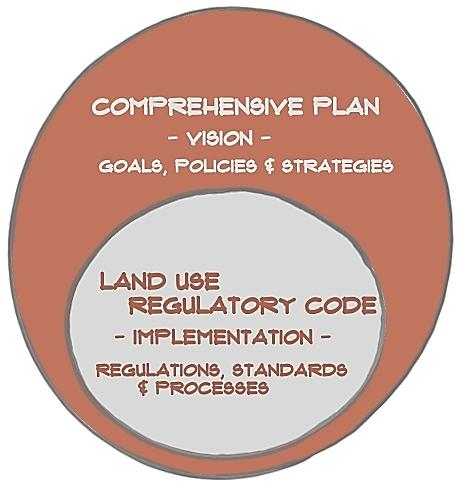 COMPREHENSIVE PLAN
- VISION -
GOALS, POLICIES & STRATEGIES
LAND USE
REGULATORY CODE
- IMPLEMENTATION -
REGULATIONS, STANDARDS
& PROCESSES